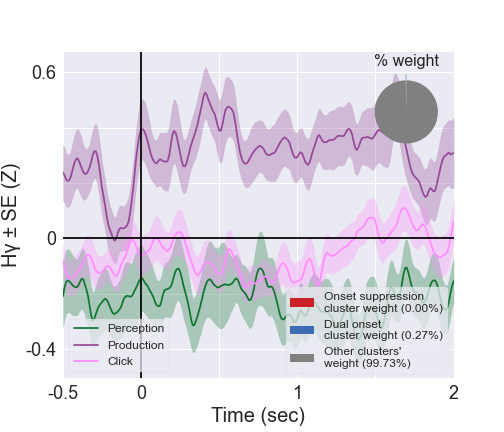 % weight
Hγ ± SE (Z)
0.6
0
-0.4
Perception
Production
Click
Onset suppression
cluster weight (0.00%)
Dual onset
cluster weight (0.27%)
Other clusters'
weight (99.73%)
-0.5
0
1
2
Time (sec)